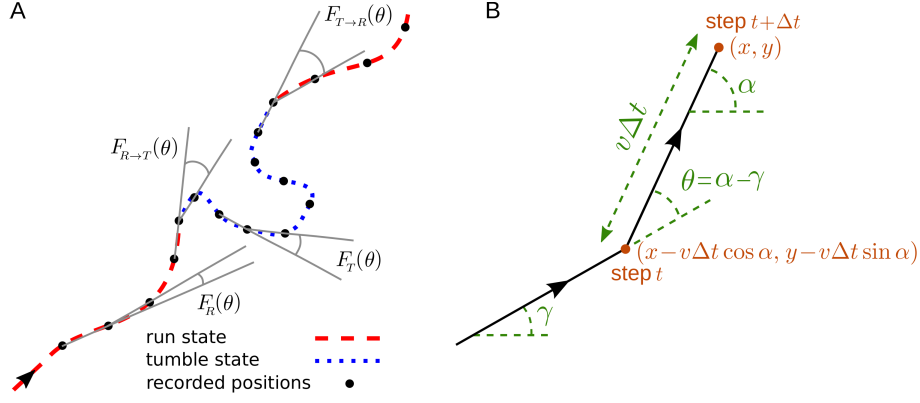 A
F_{T→R}(θ)
F_{R→T}(θ)
F_T(θ)
F_R(θ)
run state
tumble state
recorded positions
B
step t+Δt
(x, y)
α
vΔt
θ=α−γ
(x−vΔt cos α, y−vΔt sin α)
step t
γ